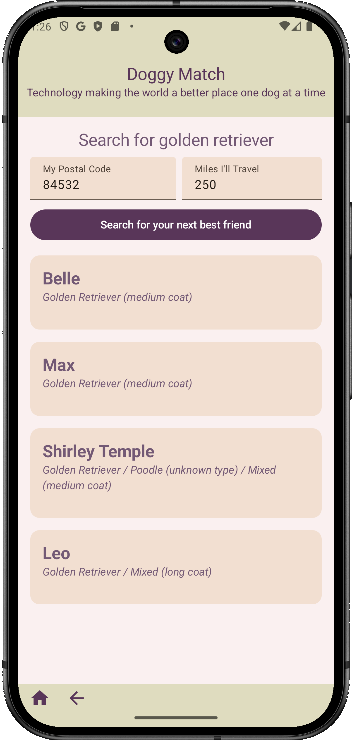 :26
Doggy Match
Technology making the world a better place one dog at a time
Search for golden retriever
My Postal Code
84532
Miles I'll Travel
250
Search for your next best friend
Belle
Golden Retriever (medium coat)
Max
Golden Retriever (medium coat)
Shirley Temple
Golden Retriever / Poodle (unknown type) / Mixed
(medium coat)
Leo
Golden Retriever / Mixed (long coat)